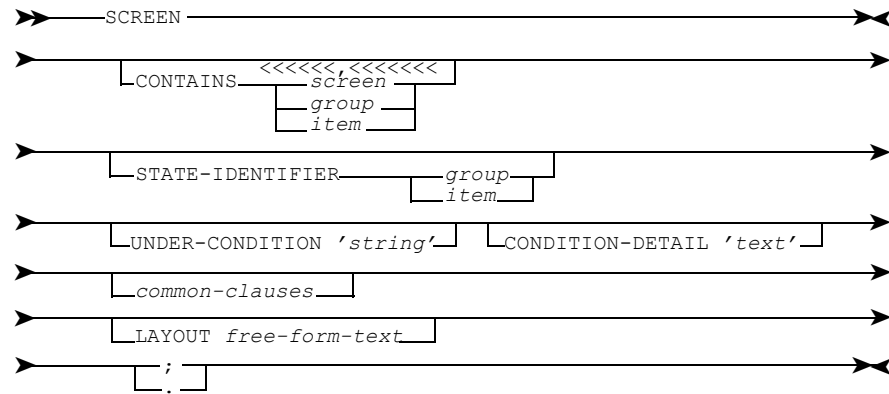 SCREEN
<<<<<<,<<<<<<<
CONTAINS screen
group
item
STATE-IDENTIFIER group
item
UNDER-CONDITION 'string' CONDITION-DETAIL 'text'
common-clauses
LAYOUT free-form-text
;
.